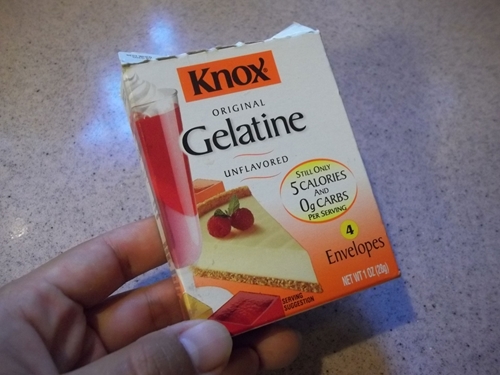 Knox
ORIGINAL
Gelatine
UNFLAVORED
STILL ONLY
5 CALORIES
AND
0g CARBS
PER SERVING
4
Envelopes
NET WT 1 OZ (28g)
SERVING
SUGGESTION